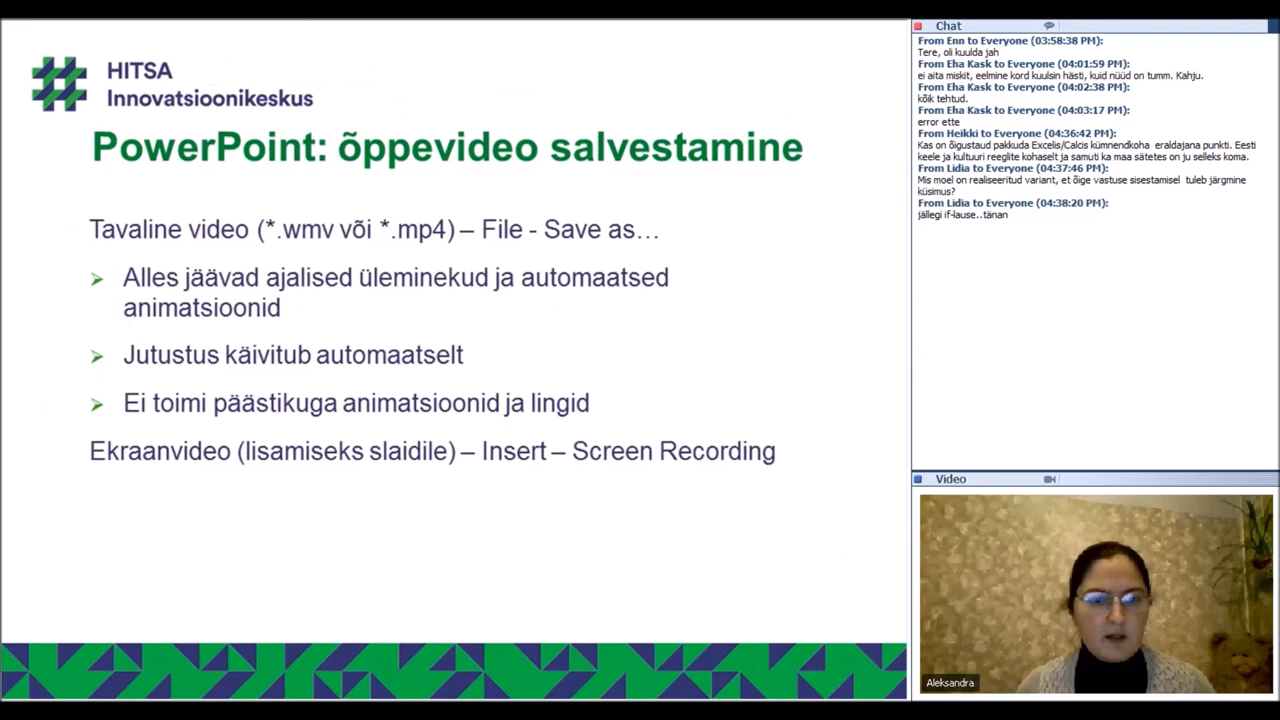 HITSA
Innovatsioonikeskus
PowerPoint: õppevideo salvestamine
Tavaline video (*.wmv või *.mp4) – File - Save as…
Alles jäävad ajalised üleminekud ja automaatsed
animatsioonid
Jutustus käivitub automaatselt
Ei toimi päästikuga animatsioonid ja lingid
Ekraanvideo (lisamiseks slaidile) – Insert – Screen Recording
Chat
From Enn to Everyone (03:58:38 PM):
Tere, oli kuulda jah
From Eha Kask to Everyone (04:01:59 PM):
ei aita miskit, eelmine kord kuulsin hästi, kuid nüüd on tumm. Kahju.
From Eha Kask to Everyone (04:02:38 PM):
kõik tehtud.
From Eha Kask to Everyone (04:03:17 PM):
error ette
From Heikki to Everyone (04:36:42 PM):
Kas on õigustaud pakkuda Excelis/Calcis kümnendkoha eraldajana punkti. Eesti
keele ja kultuuri reeglite kohaselt ja samuti ka maa sätetes on ju selleks koma.
From Lidia to Everyone (04:37:46 PM):
Mis moel on realiseeritud variant, et õige vastuse sisestamisel tuleb järgmine
küsimus?
From Lidia to Everyone (04:38:20 PM):
jällegi if-lause..tänan
Video
Aleksandra